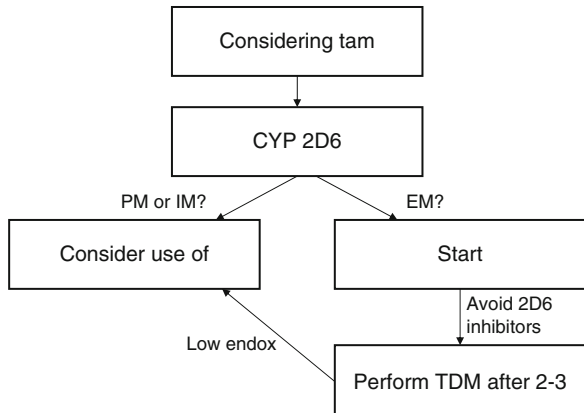 Considering tam
CYP 2D6
PM or IM?
EM?
Consider use of
Start
Avoid 2D6
inhibitors
Low endox
Perform TDM after 2-3